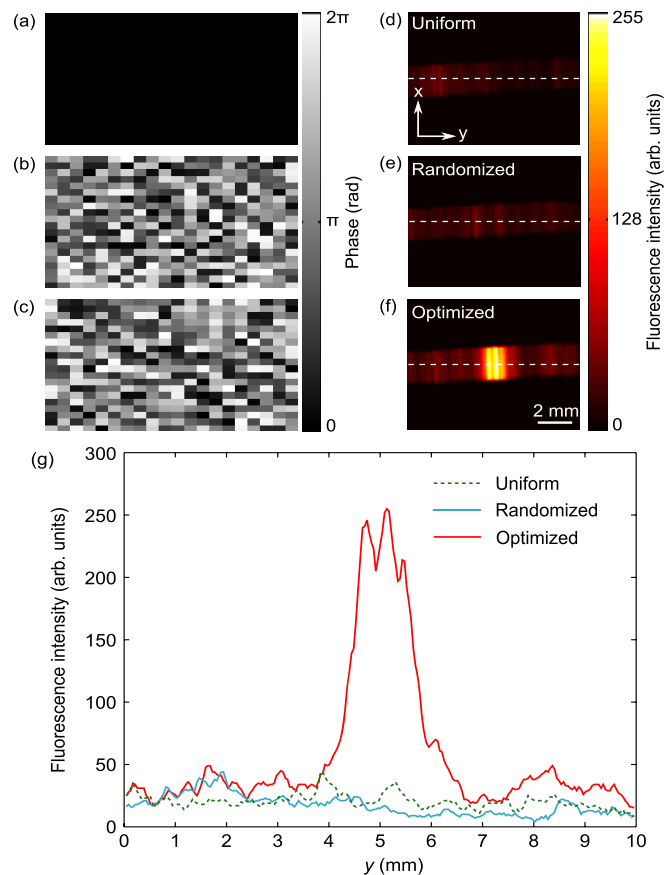 (a)
2π
π
0
Phase (rad)
(b)
(c)
(d)
Uniform
x
y
(e)
Randomized
(f)
Optimized
2 mm
255
128
0
Fluorescence intensity (arb. units)
(g)
300
250
200
150
100
50
0
Fluorescence intensity (arb. units)
Uniform
Randomized
Optimized
0 1 2 3 4 5 6 7 8 9 10
y (mm)